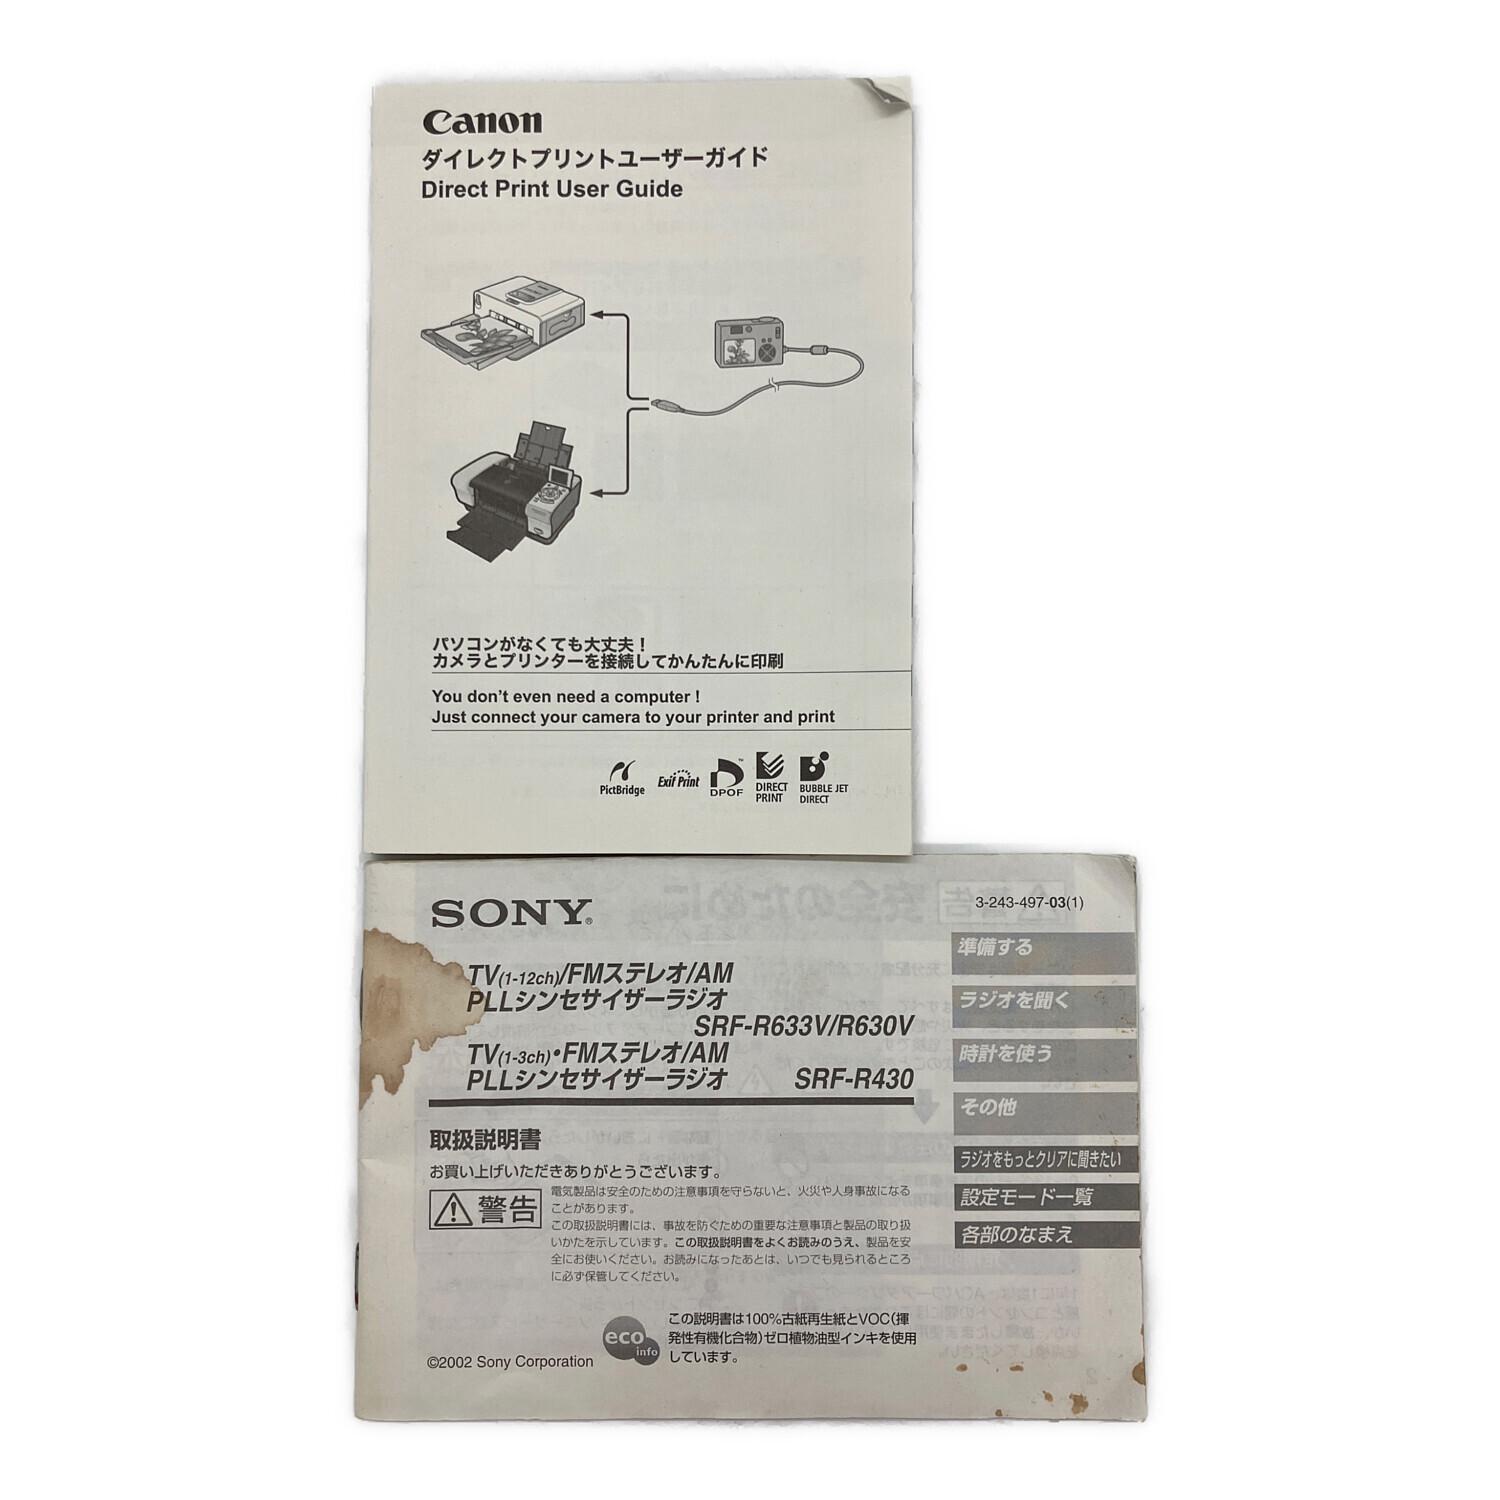 Canon
ダイレクトプリントユーザーガイド
Direct Print User Guide
パソコンがなくても大丈夫！
カメラとプリンターを接続してかんたんに印刷
You don't even need a computer !
Just connect your camera to your printer and print
PictBridge
Exif Print
DPOF™
DIRECT
PRINT
BUBBLE JET
DIRECT
SONY®
3-243-497-03(1)
TV(1-12ch)/FMステレオ/AM
PLLシンセサイザーラジオ
SRF-R633V/R630V
TV(1-3ch)・FMステレオ/AM
PLLシンセサイザーラジオ SRF-R430
取扱説明書
お買い上げいただきありがとうございます。
警告
電気製品は安全のための注意事項を守らないと、火災や人身事故になる
ことがあります。
この取扱説明書には、事故を防ぐための重要な注意事項と製品の取り扱
いかたを示しています。この取扱説明書をよくお読みのうえ、製品を安
全にお使いください。お読みになったあとは、いつでも見られるところ
に必ず保管してください。
eco
info
この説明書は100%古紙再生紙とVOC（揮
発性有機化合物）ゼロ植物油型インキを使用
しています。
©2002 Sony Corporation
準備する
ラジオを聞く
時計を使う
その他
ラジオをもっとクリアに聞きたい
設定モード一覧
各部のなまえ